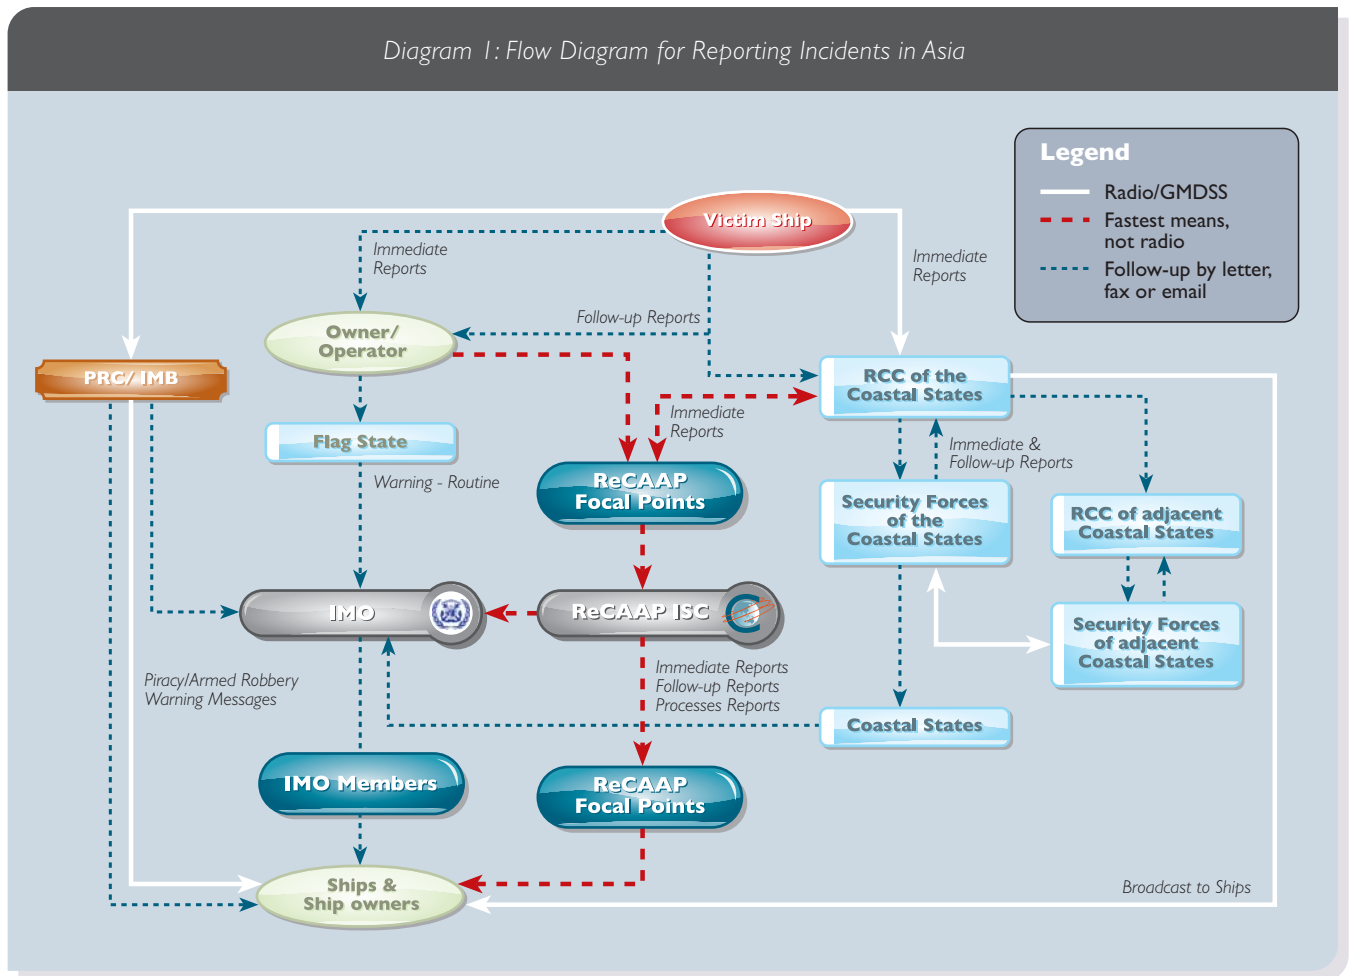 Diagram 1: Flow Diagram for Reporting Incidents in Asia
Legend
Radio/GMDSS
Fastest means,
not radio
Follow-up by letter,
fax or email
Victim Ship
Immediate
Reports
Immediate
Reports
Follow-up Reports
Owner/
Operator
PRC/ IMB
RCC of the
Coastal States
Immediate
Reports
Flag State
Immediate &
Follow-up Reports
Warning - Routine
ReCAAP
Focal Points
Security Forces
of the
Coastal States
RCC of adjacent
Coastal States
IMO
ReCAAP ISC
Security Forces
of adjacent
Coastal States
Immediate Reports
Follow-up Reports
Processes Reports
Piracy/Armed Robbery
Warning Messages
Coastal States
IMO Members
ReCAAP
Focal Points
Ships &
Ship owners
Broadcast to Ships